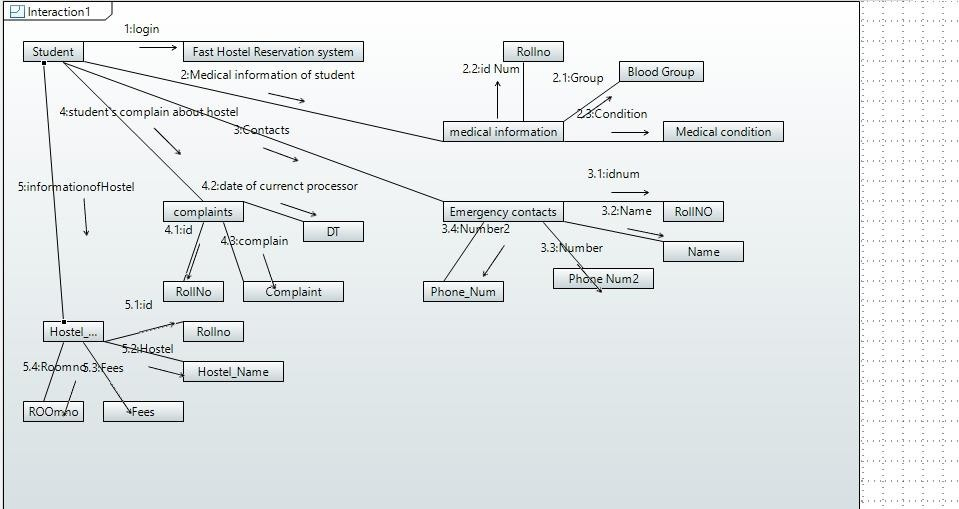 Interaction1
1:login
Student
Fast Hostel Reservation system
Rollno
2:Medical information of student
2.2:id Num
2.1:Group
Blood Group
4:student's complain about hostel
3:Contacts
2.3:Condition
medical information
Medical condition
5:informationofHostel
4.2:date of currenct processor
3.1:idnum
complaints
Emergency contacts
3.2:Name
RollNO
4.1:id
4.3:complain
DT
3.4:Number2
3.3:Number
Name
RollNo
Complaint
Phone_Num
Phone Num2
5.1:id
Hostel_...
Rollno
5.2:Hostel
5.4:Roomno
5.3:Fees
Hostel_Name
ROOmno
Fees